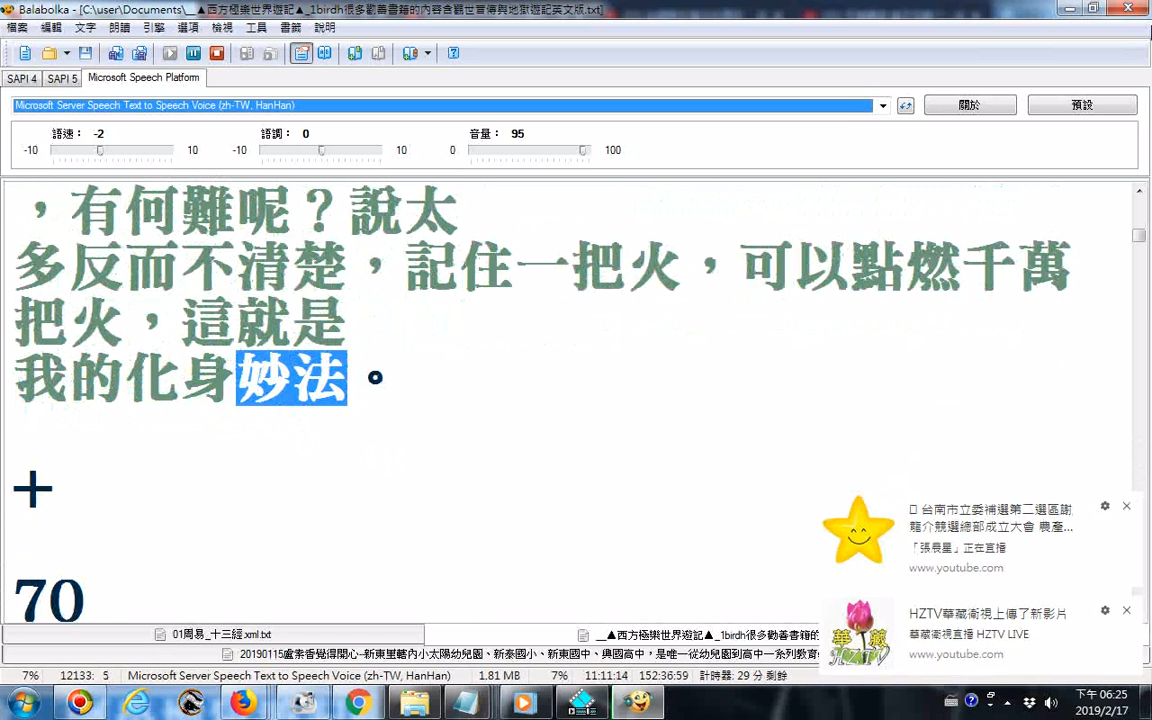 Balabolka - [C:\user\Documents\__▲西方極樂世界遊記▲_1birdh很多勸善書籍的內容含觀世音傳與地獄遊記英文版.txt]
檔案 編輯 文字 朗讀 引擎 選項 檢視 工具 書籤 說明
SAPI 4 SAPI 5 Microsoft Speech Platform
Microsoft Server Speech Text to Speech Voice (zh-TW, HanHan) 關於 預設
語速： -2 語調： 0 音量： 95
-10 10 -10 10 0 100
，有何難呢？說太
多反而不清楚，記住一把火，可以點燃千萬
把火，這就是
我的化身妙法。
+
70
台南市立委補選第二選區謝
龍介競選總部成立大會 農產...
「張辰星」正在直播
www.youtube.com
HZTV華藏衛視上傳了新影片
華藏衛視直播 HZTV LIVE
www.youtube.com
華藏
HZTV
01周易_十三經.xml.txt __▲西方極樂世界遊記▲_1birdh很多勸善書籍的
20190115盧素香覺得開心~新東里轄內小太陽幼兒園、新泰國小、新東國中、興國高中，是唯一從幼兒園到高中一系列教育
7% 12133: 5 Microsoft Server Speech Text to Speech Voice (zh-TW, HanHan) 1.81 MB 7% 11:11:14 152:36:59 計時器： 29 分 剩餘
下午 06:25
2019/2/17